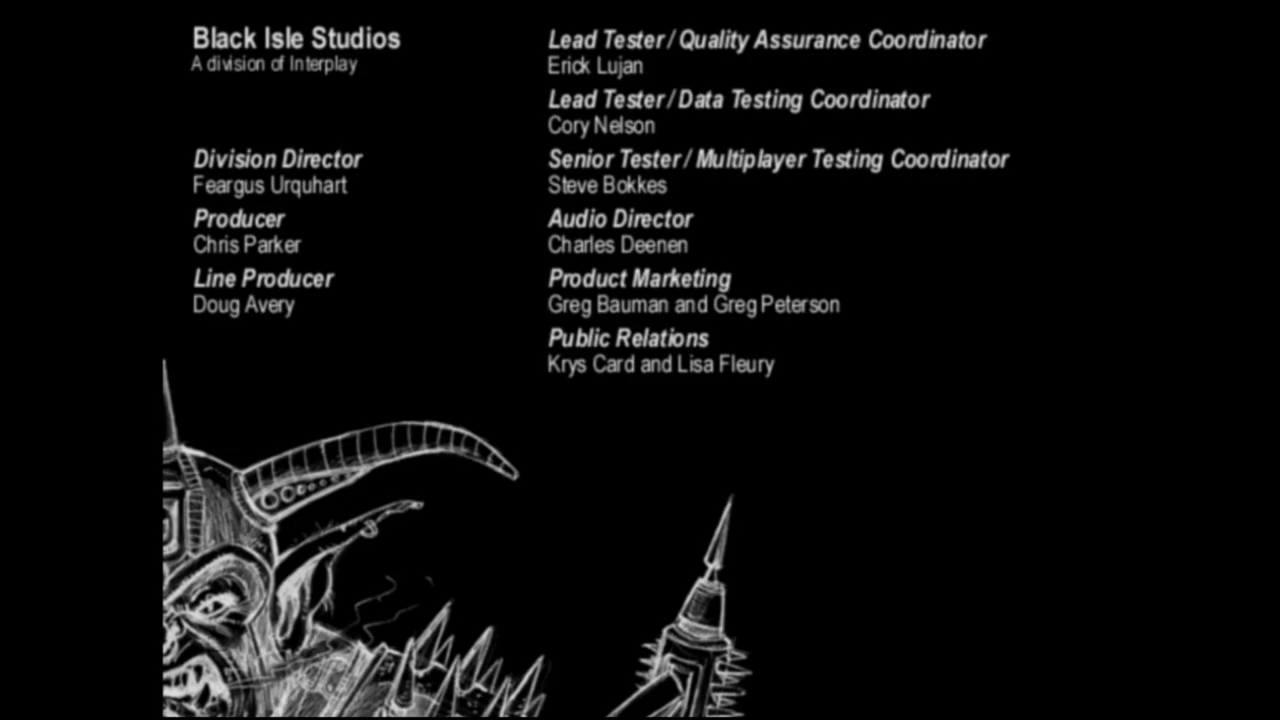 Black Isle Studios
A division of Interplay
Division Director
Feargus Urquhart
Producer
Chris Parker
Line Producer
Doug Avery
Lead Tester / Quality Assurance Coordinator
Erick Lujan
Lead Tester / Data Testing Coordinator
Cory Nelson
Senior Tester / Multiplayer Testing Coordinator
Steve Bokkes
Audio Director
Charles Deenen
Product Marketing
Greg Bauman and Greg Peterson
Public Relations
Krys Card and Lisa Fleury